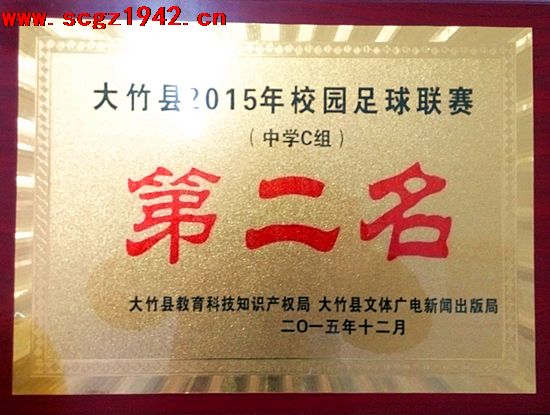 www.scgz1942.cn
大竹县2015年校园足球联赛
（中学C组）
第二名
大竹县教育科技知识产权局 大竹县文体广电新闻出版局
二〇一五年十二月